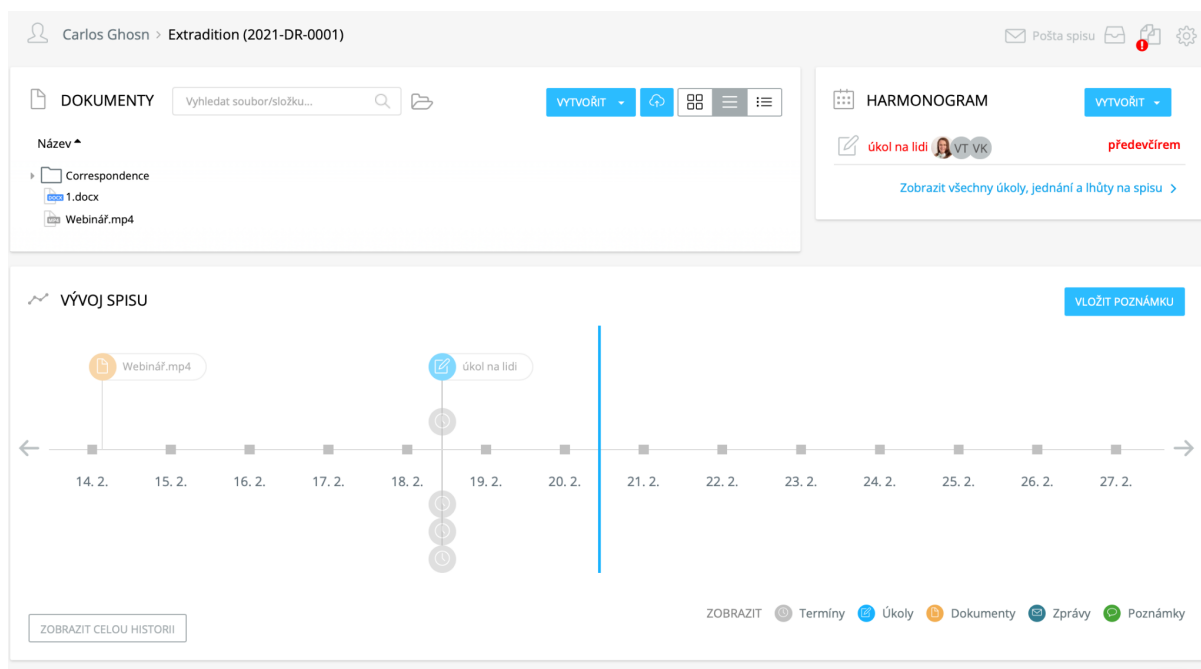 Carlos Ghosn > Extradition (2021-DR-0001)
Pošta spisu
DOKUMENTY
Vyhledat soubor/složku...
VYTVOŘIT
Název
Correspondence
1.docx
Webinář.mp4
HARMONOGRAM
VYTVOŘIT
úkol na lidi
VT VK
předevčírem
Zobrazit všechny úkoly, jednání a lhůty na spisu >
VÝVOJ SPISU
VLOŽIT POZNÁMKU
Webinář.mp4
úkol na lidi
14. 2. 15. 2. 16. 2. 17. 2. 18. 2. 19. 2. 20. 2. 21. 2. 22. 2. 23. 2. 24. 2. 25. 2. 26. 2. 27. 2.
ZOBRAZIT Termíny Úkoly Dokumenty Zprávy Poznámky
ZOBRAZIT CELOU HISTORII